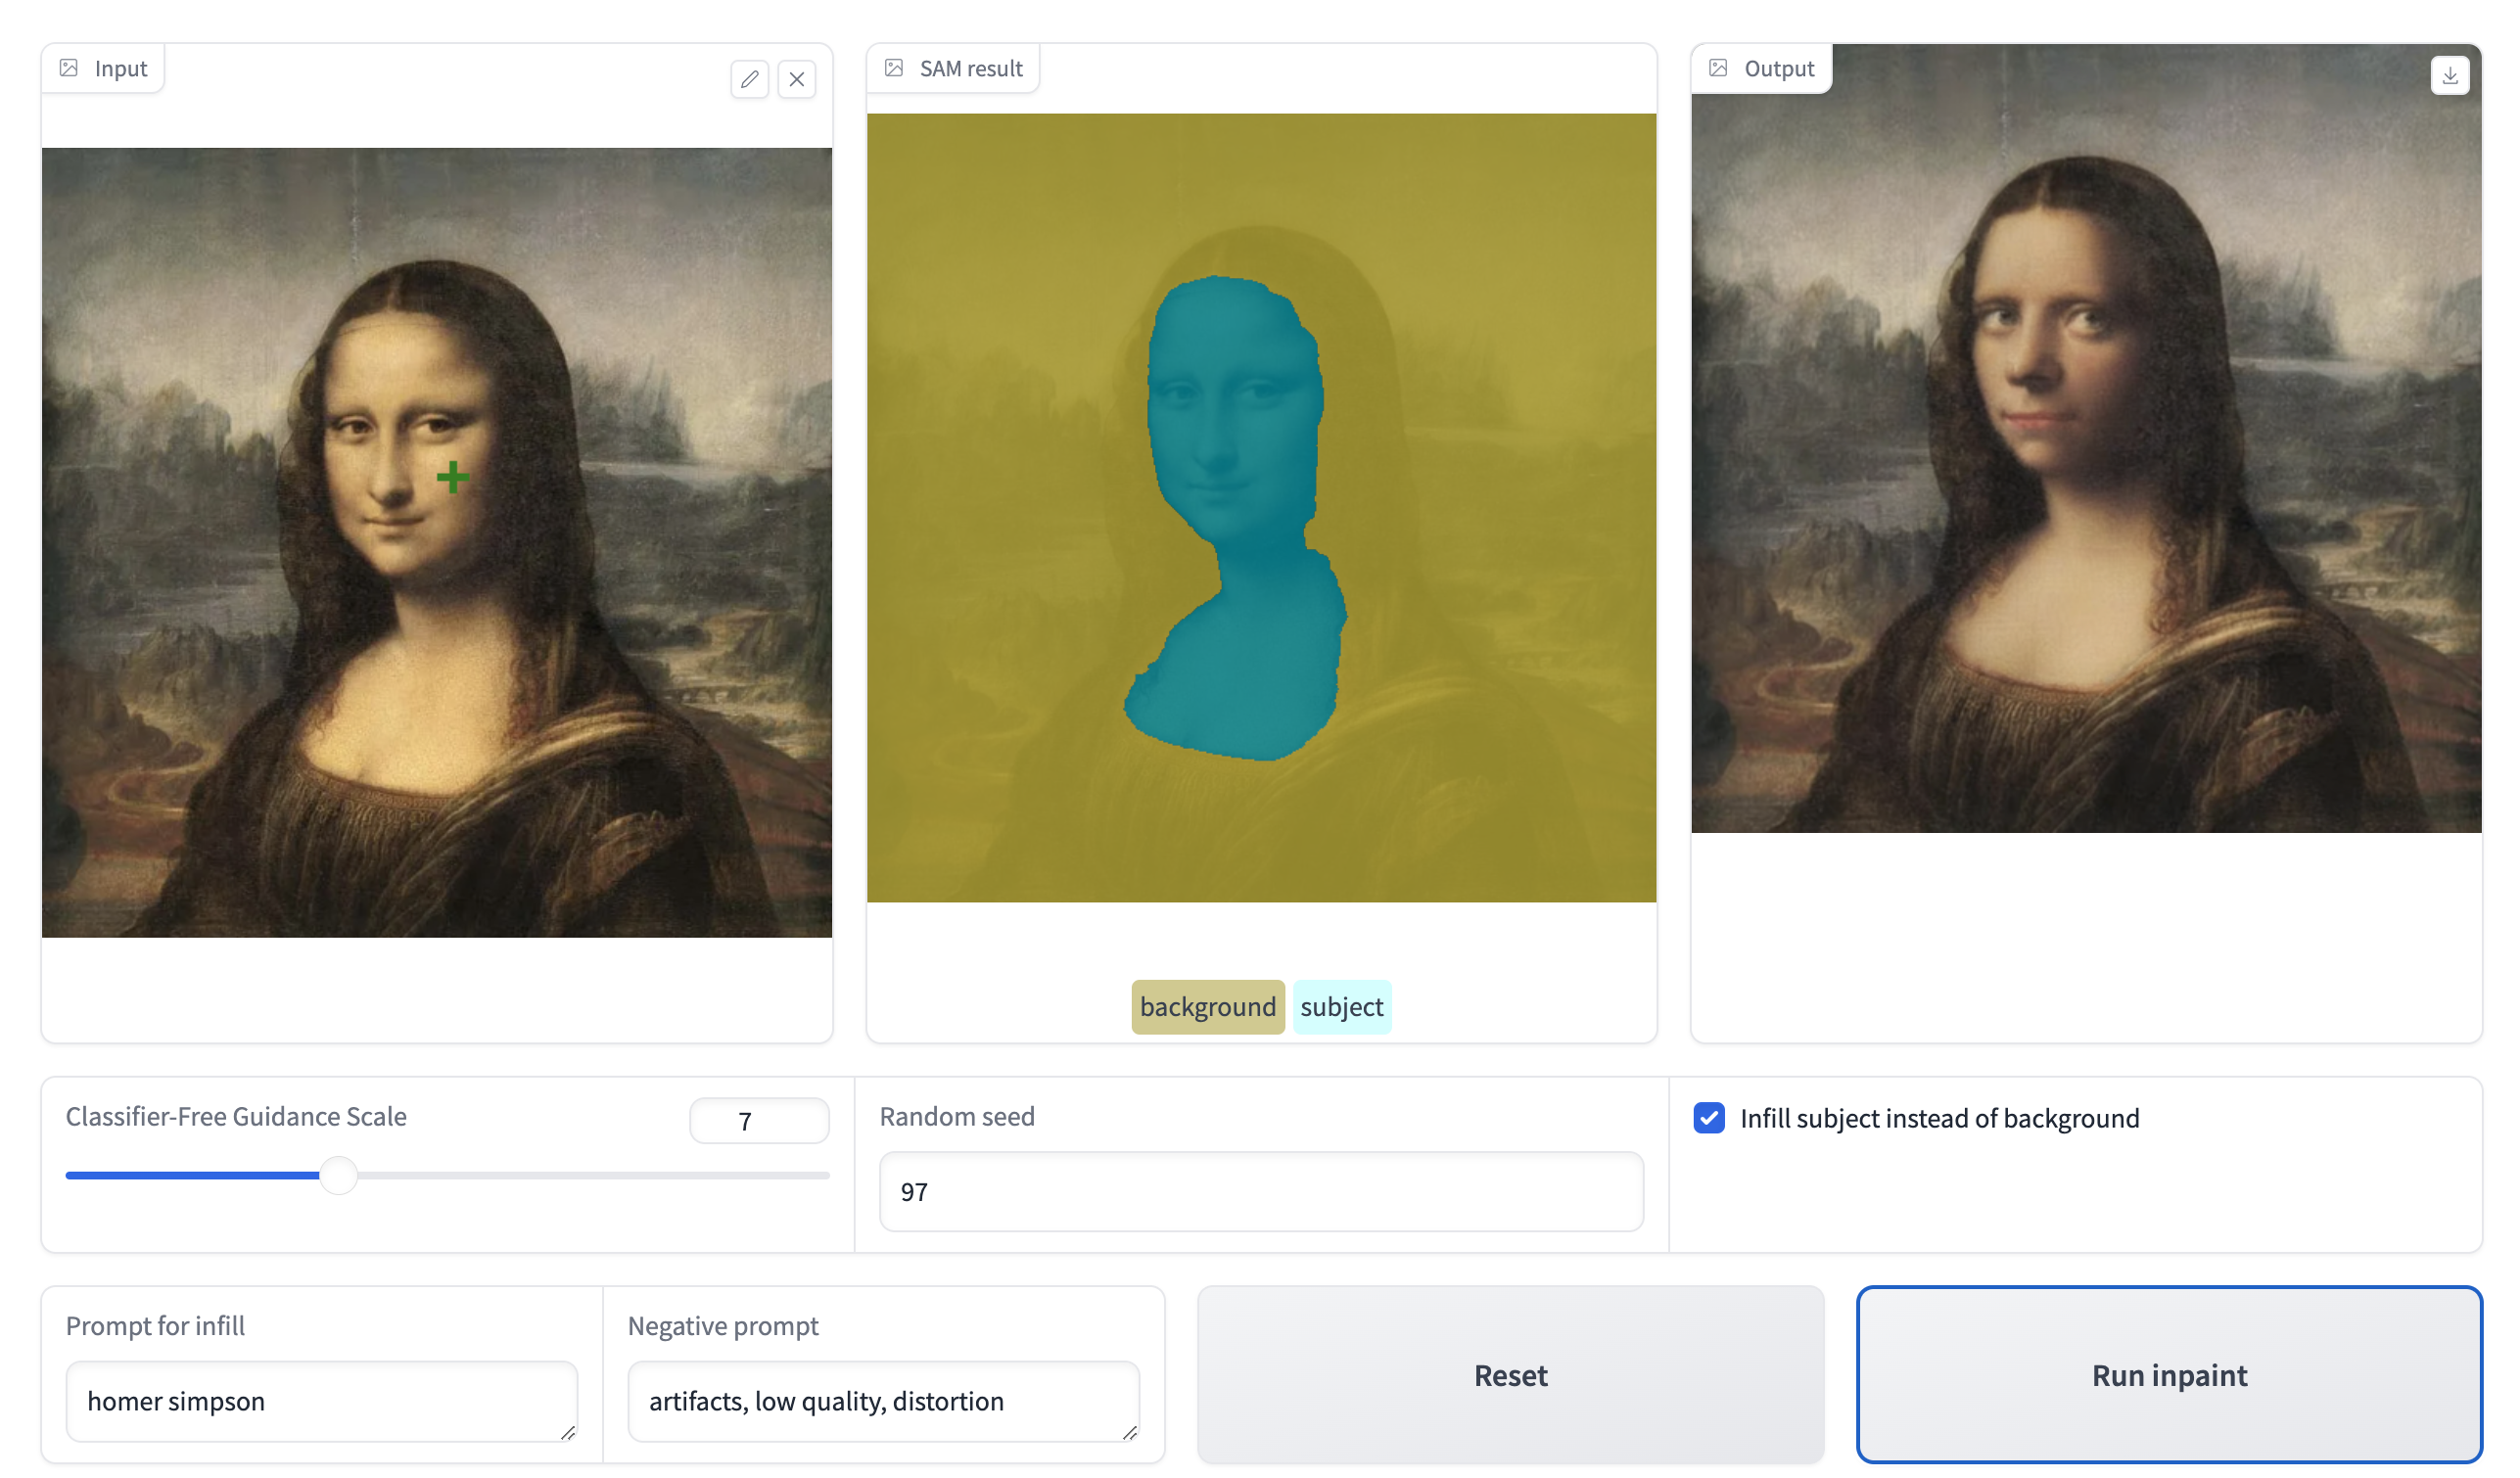 Input
SAM result
Output
background subject
Classifier-Free Guidance Scale
7
Random seed
97
Infill subject instead of background
Prompt for infill
homer simpson
Negative prompt
artifacts, low quality, distortion
Reset
Run inpaint